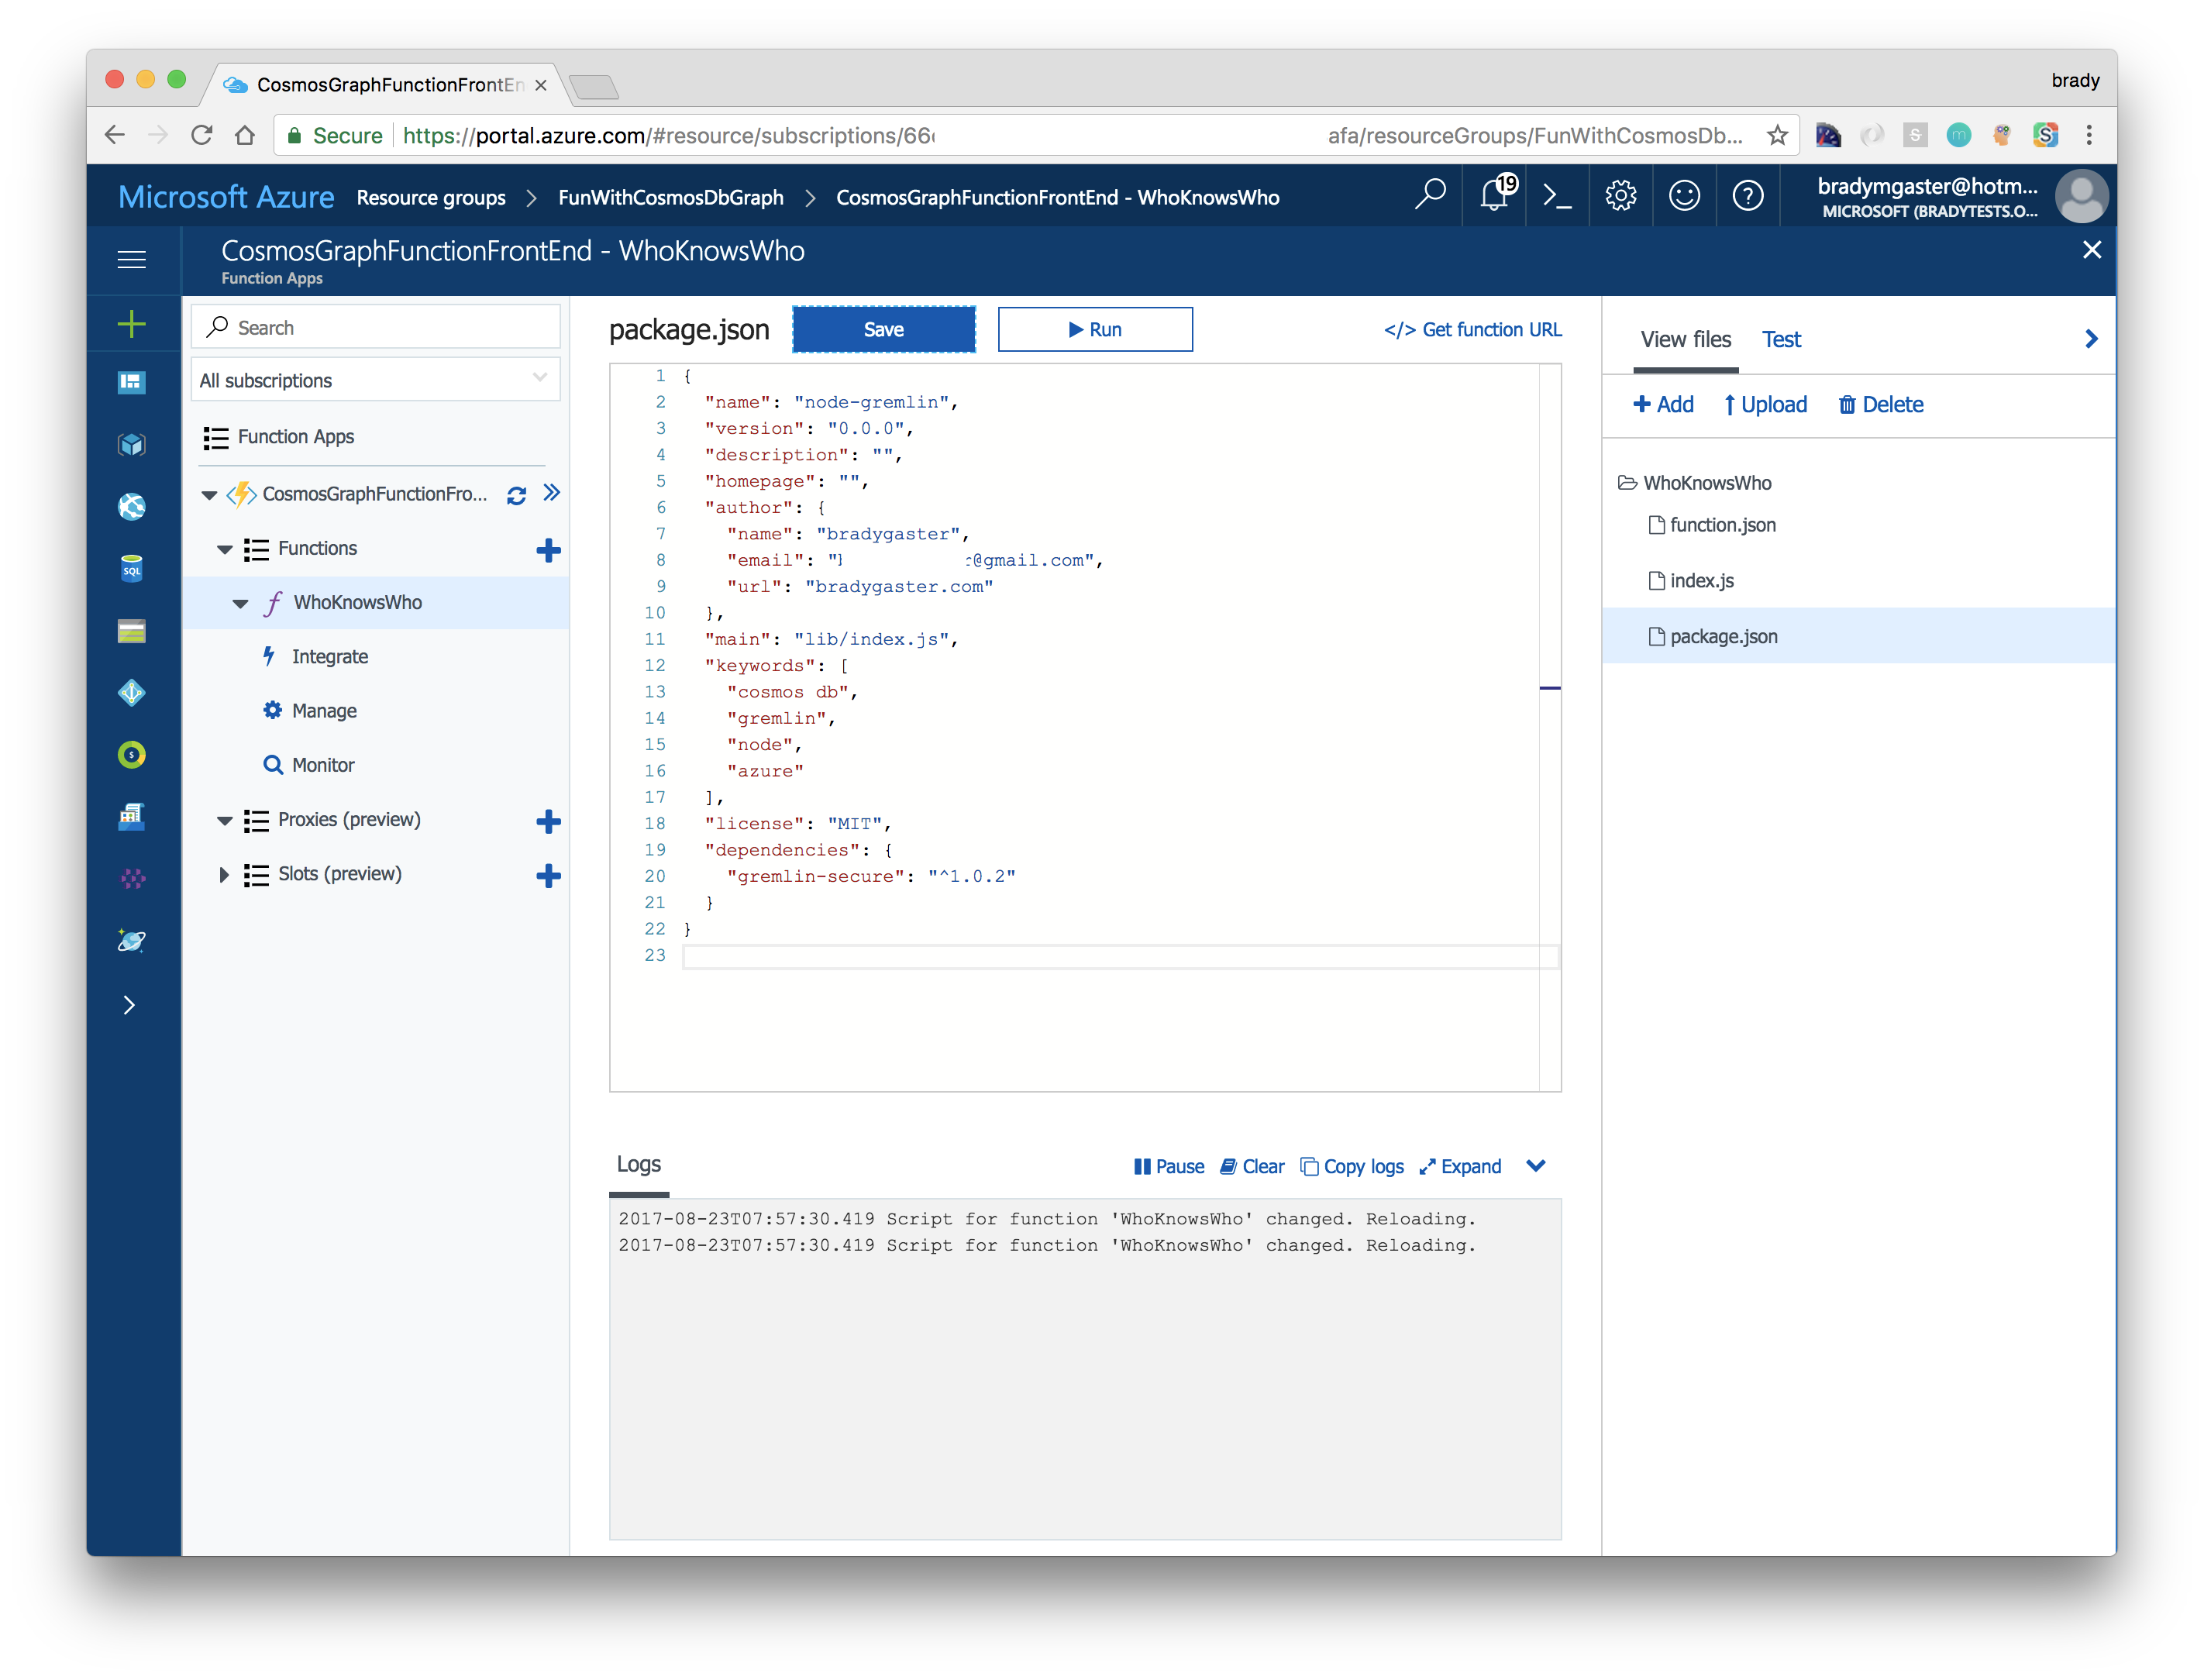 CosmosGraphFunctionFrontEn
brady
Secure https://portal.azure.com/#resource/subscriptions/66 afa/resourceGroups/FunWithCosmosDb...
Microsoft Azure Resource groups > FunWithCosmosDbGraph > CosmosGraphFunctionFrontEnd - WhoKnowsWho
19
bradymgaster@hotm...
MICROSOFT (BRADYTESTS.O...
CosmosGraphFunctionFrontEnd - WhoKnowsWho
Function Apps
Search
All subscriptions
Function Apps
CosmosGraphFunctionFro...
Functions
WhoKnowsWho
Integrate
Manage
Monitor
Proxies (preview)
Slots (preview)
SQL
package.json
Save
Run
</> Get function URL
1 {
2 "name": "node-gremlin",
3 "version": "0.0.0",
4 "description": "",
5 "homepage": "",
6 "author": {
7 "name": "bradygaster",
8 "email": " @gmail.com",
9 "url": "bradygaster.com"
10 },
11 "main": "lib/index.js",
12 "keywords": [
13 "cosmos db",
14 "gremlin",
15 "node",
16 "azure"
17 ],
18 "license": "MIT",
19 "dependencies": {
20 "gremlin-secure": "^1.0.2"
21 }
22 }
23
Logs
Pause Clear Copy logs Expand
2017-08-23T07:57:30.419 Script for function 'WhoKnowsWho' changed. Reloading.
2017-08-23T07:57:30.419 Script for function 'WhoKnowsWho' changed. Reloading.
View files Test
Add Upload Delete
WhoKnowsWho
function.json
index.js
package.json